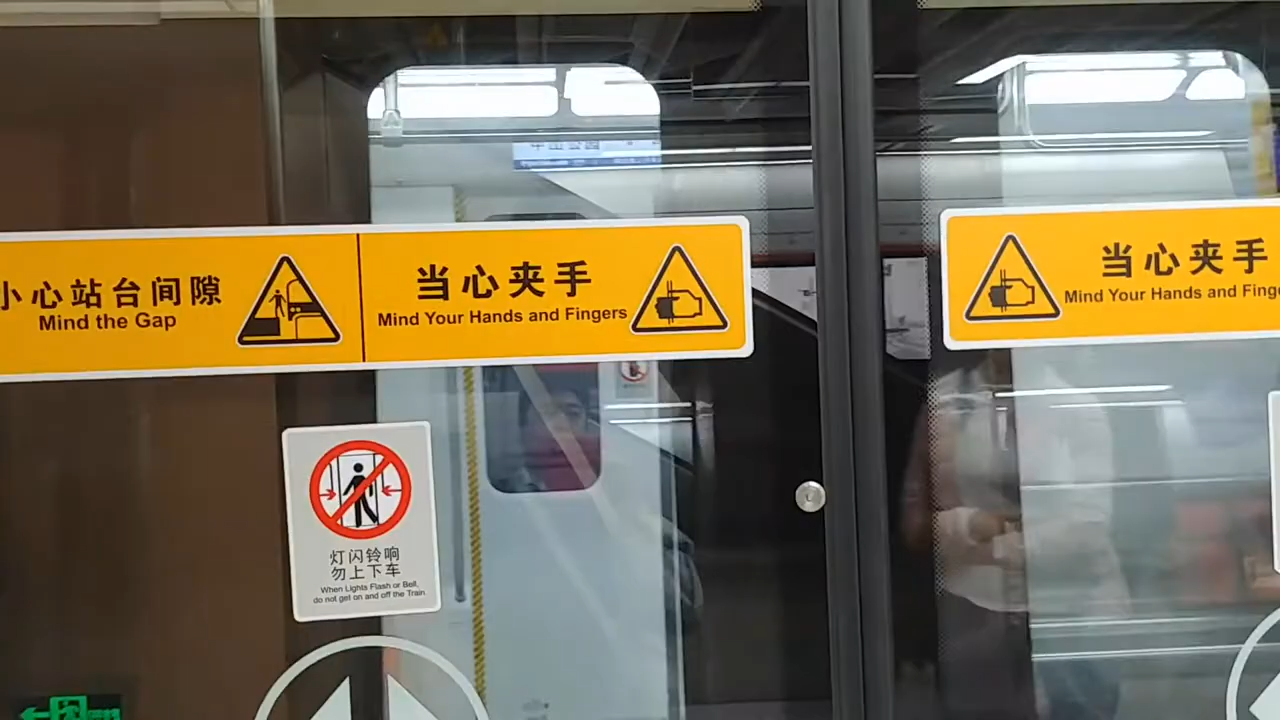 小心站台间隙
Mind the Gap
当心夹手
Mind Your Hands and Fingers
当心夹手
Mind Your Hands and
灯闪铃响
勿上下车
When Lights Flash or Bell,
do not get on and off the Train